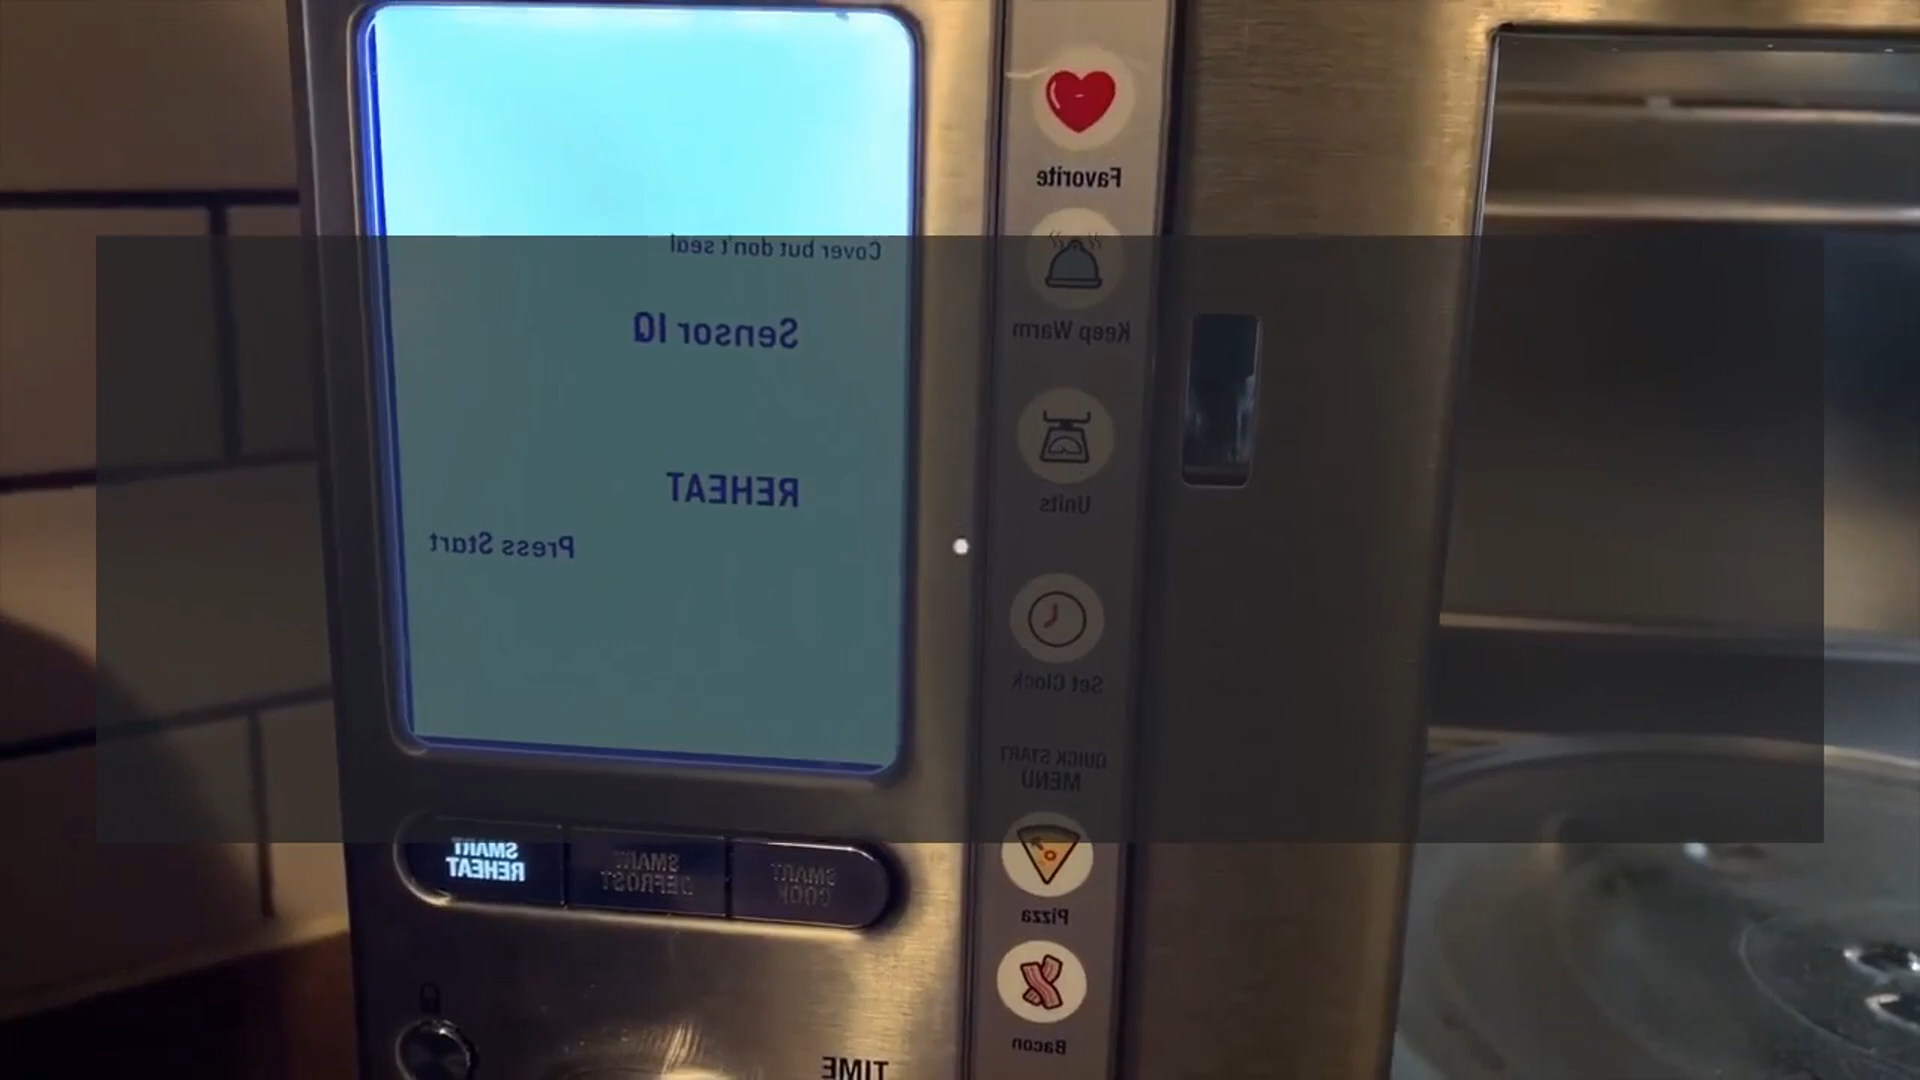 Cover but don't seal
Sensor IQ
REHEAT
Press Start
Favorite
Keep Warm
Units
Set Clock
QUICK START
MENU
Pizza
Bacon
SMART
COOK
SMART
DEFROST
SMART
REHEAT
TIME